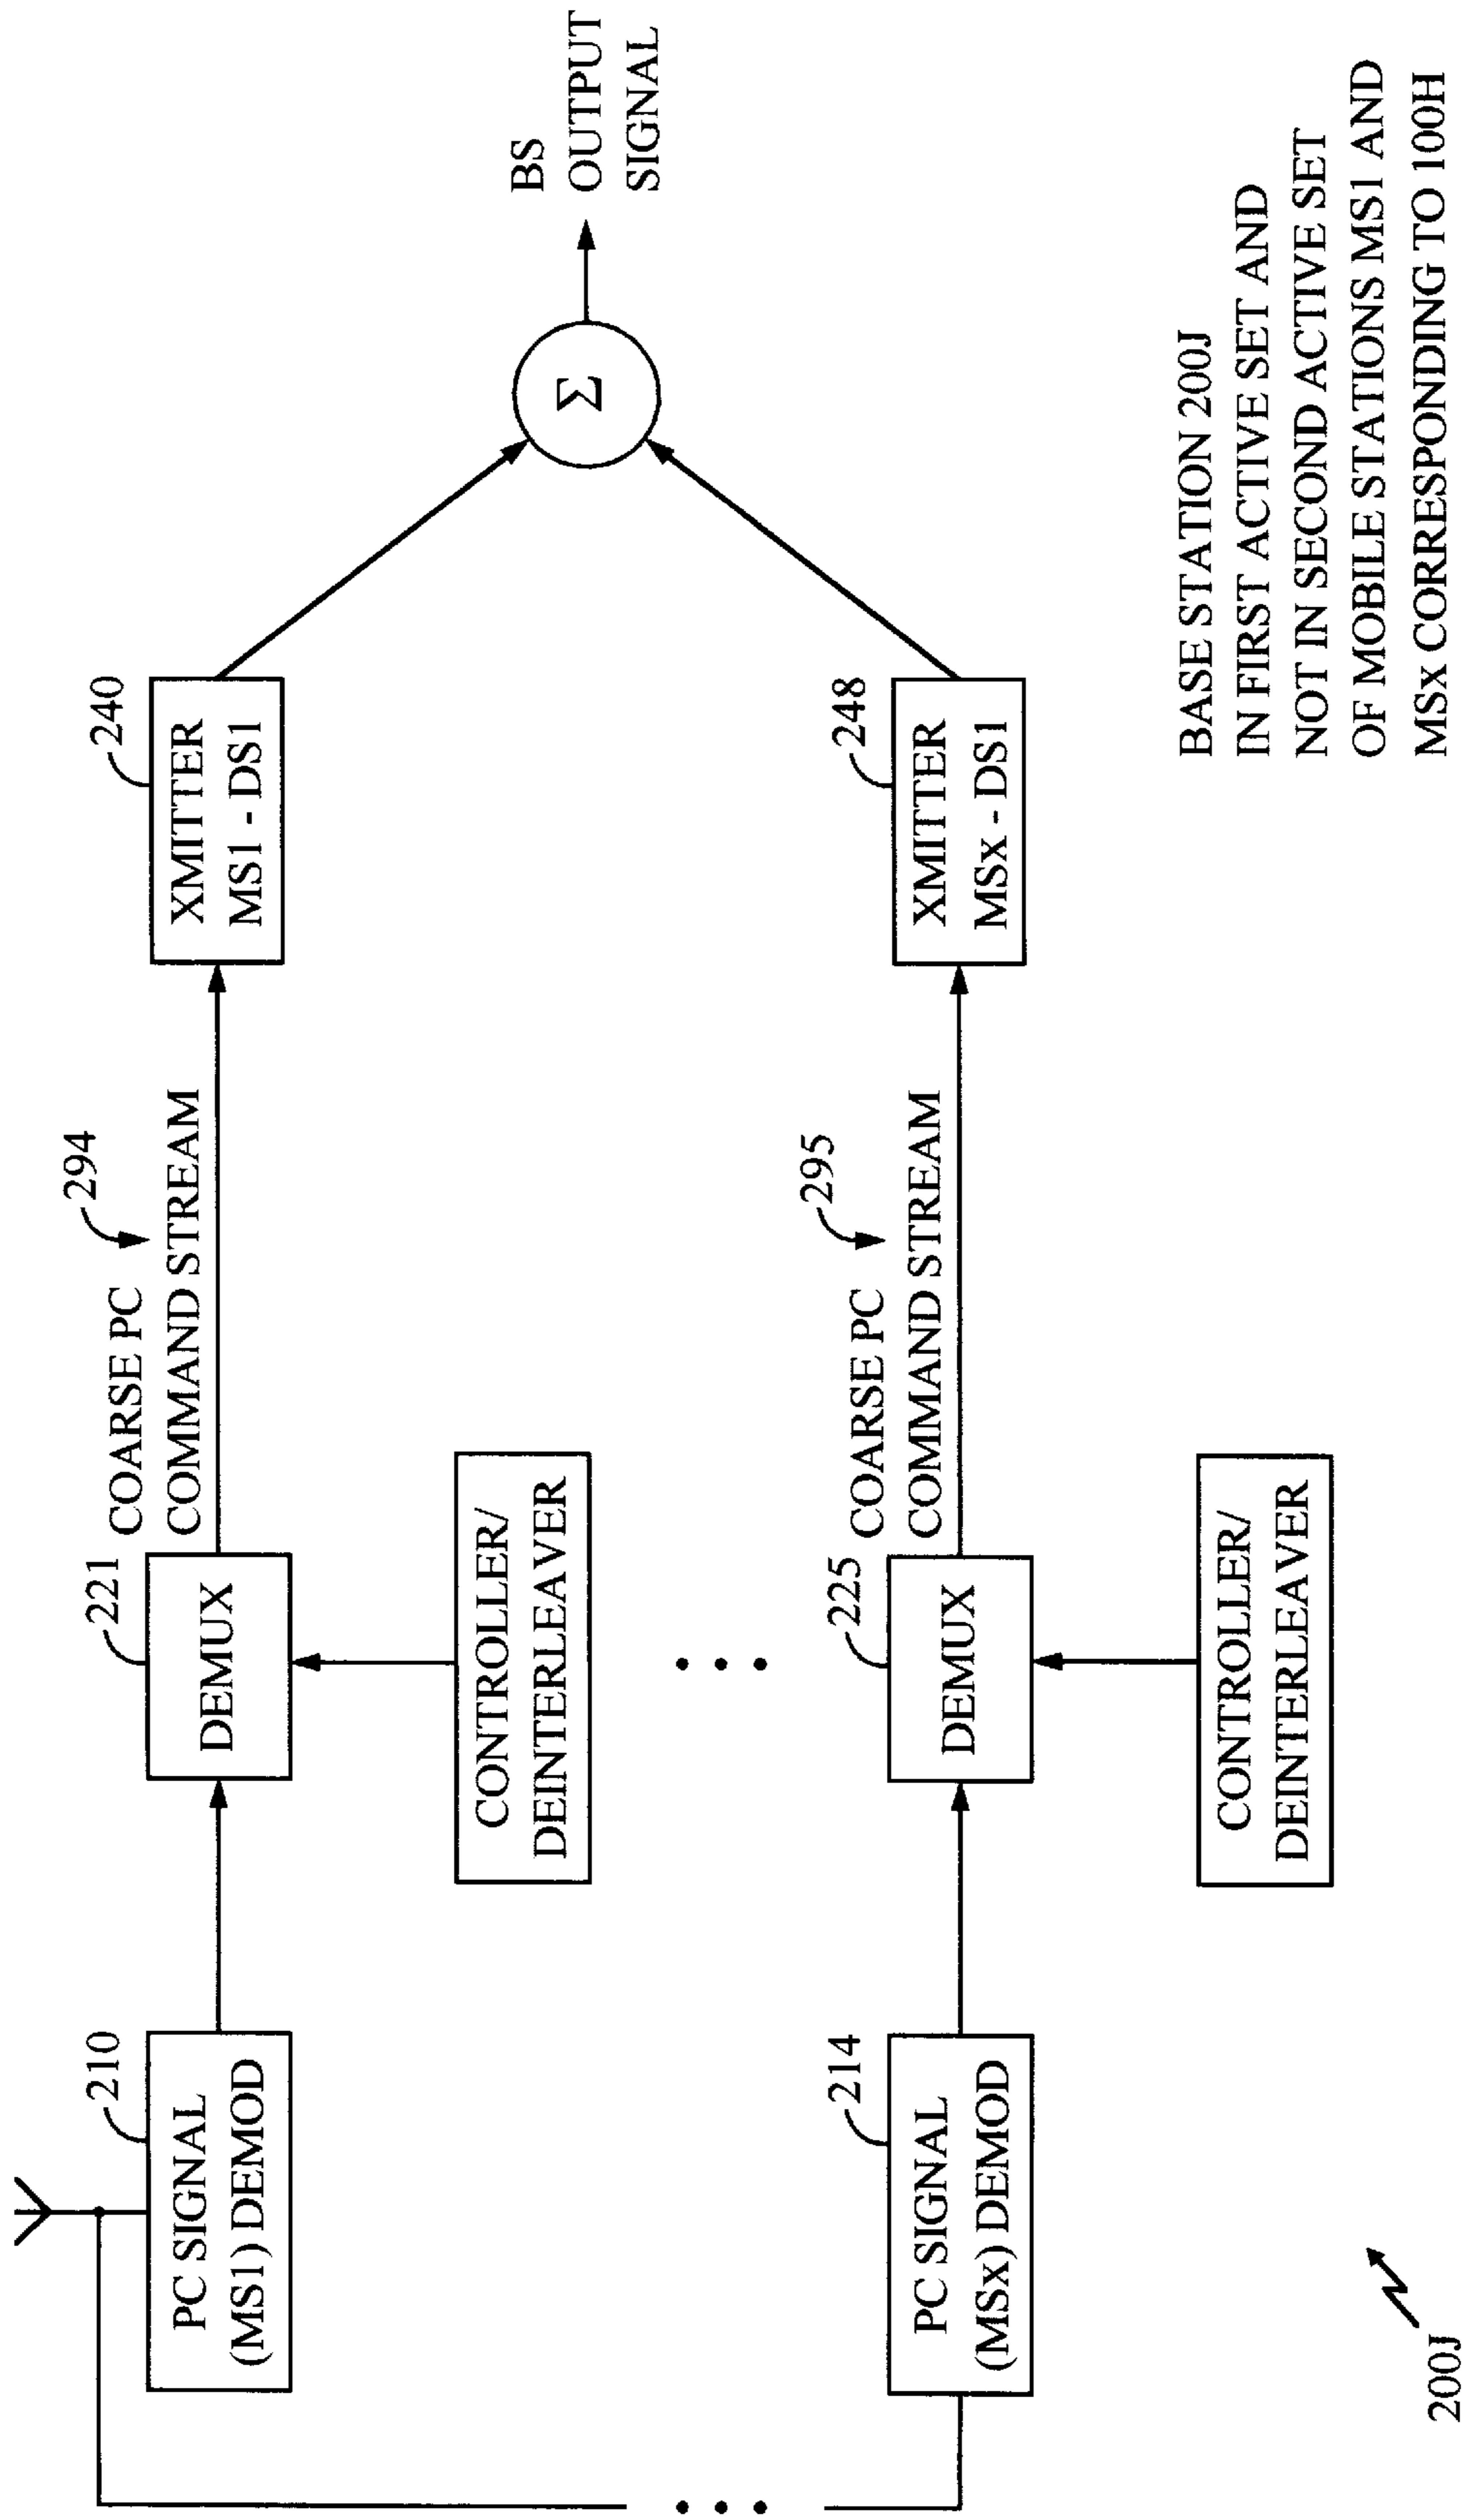 210
PC SIGNAL
(MS1) DEMOD
221
DEMUX
CONTROLLER/
DEINTERLEAVER
294
COARSE PC
COMMAND STREAM
240
XMITTER
MS1 - DS1
Σ
BS
OUTPUT
SIGNAL
214
PC SIGNAL
(MSx) DEMOD
225
DEMUX
CONTROLLER/
DEINTERLEAVER
295
COARSE PC
COMMAND STREAM
248
XMITTER
MSx - DS1
200J
BASE STATION 200J
IN FIRST ACTIVE SET AND
NOT IN SECOND ACTIVE SET
OF MOBILE STATIONS MS1 AND
MSx CORRESPONDING TO 100H